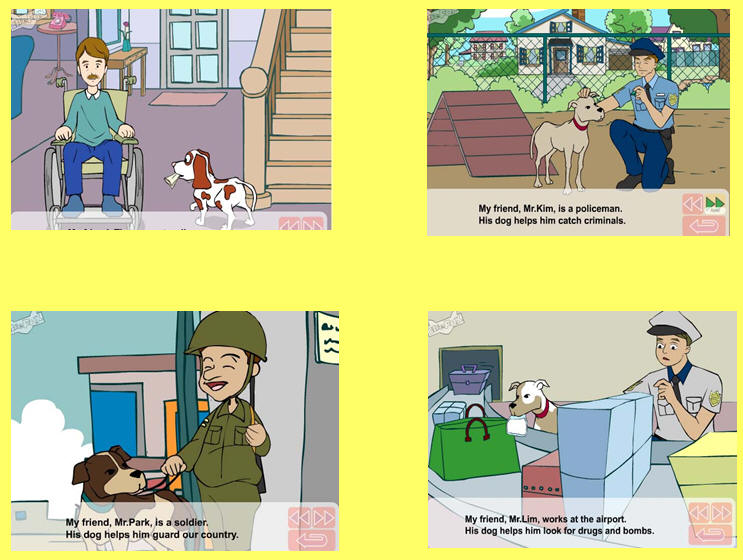 My friend, Mr.Kim, is a policeman.
His dog helps him catch criminals.
My friend, Mr.Park, is a soldier.
His dog helps him guard our country.
My friend, Mr.Lim, works at the airport.
His dog helps him look for drugs and bombs.